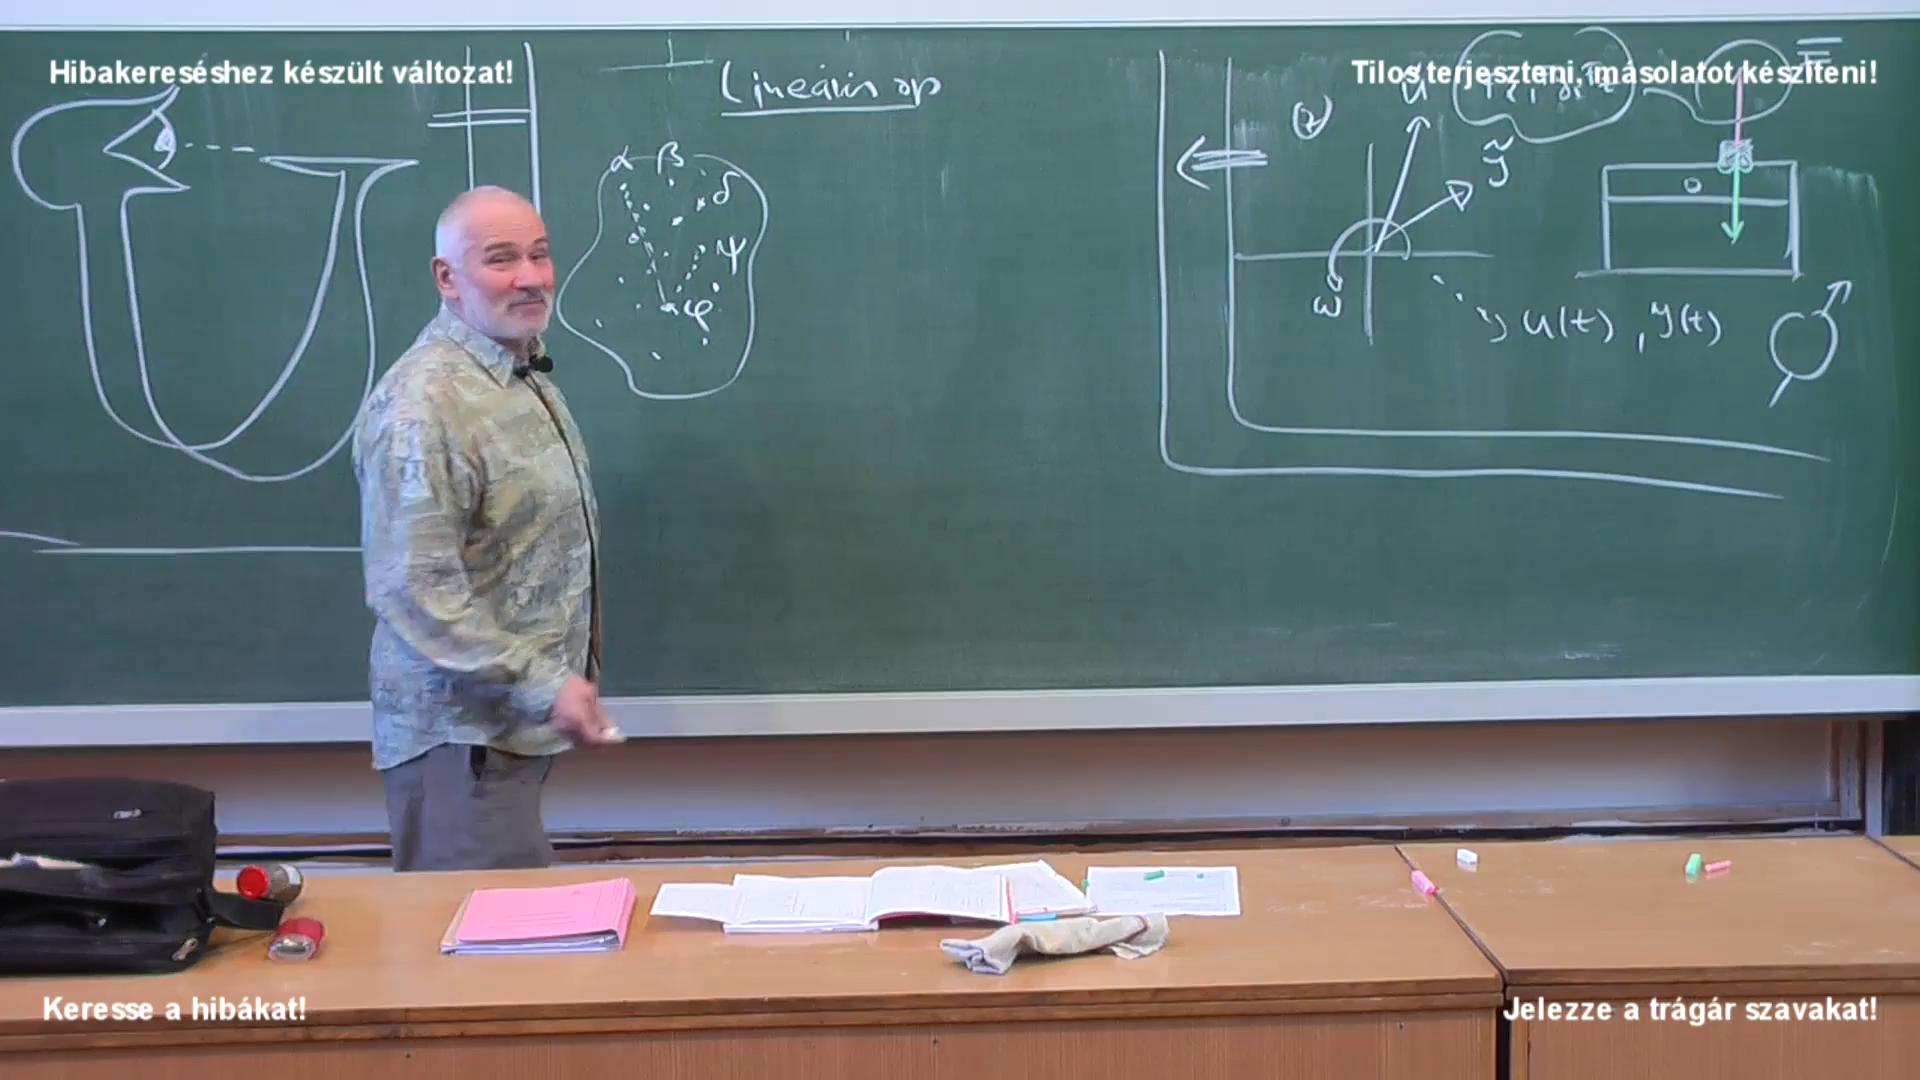 Hibakereséshez készült változat!
Tilos terjeszteni, másolatot készíteni!
Lineáris op
α β
δ
ψ
φ
ũ
ỹ
ω
u(t), y(t)
Keresse a hibákat!
Jelezze a trágár szavakat!